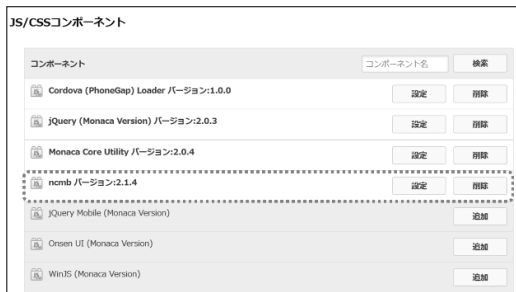 JS/CSSコンポーネント
コンポーネント コンポーネント名 検索
Cordova (PhoneGap) Loader バージョン:1.0.0 設定 削除
jQuery (Monaca Version) バージョン:2.0.3 設定 削除
Monaca Core Utility バージョン:2.0.4 設定 削除
ncmb バージョン:2.1.4 設定 削除
jQuery Mobile (Monaca Version) 追加
Onsen UI (Monaca Version) 追加
WinJS (Monaca Version) 追加